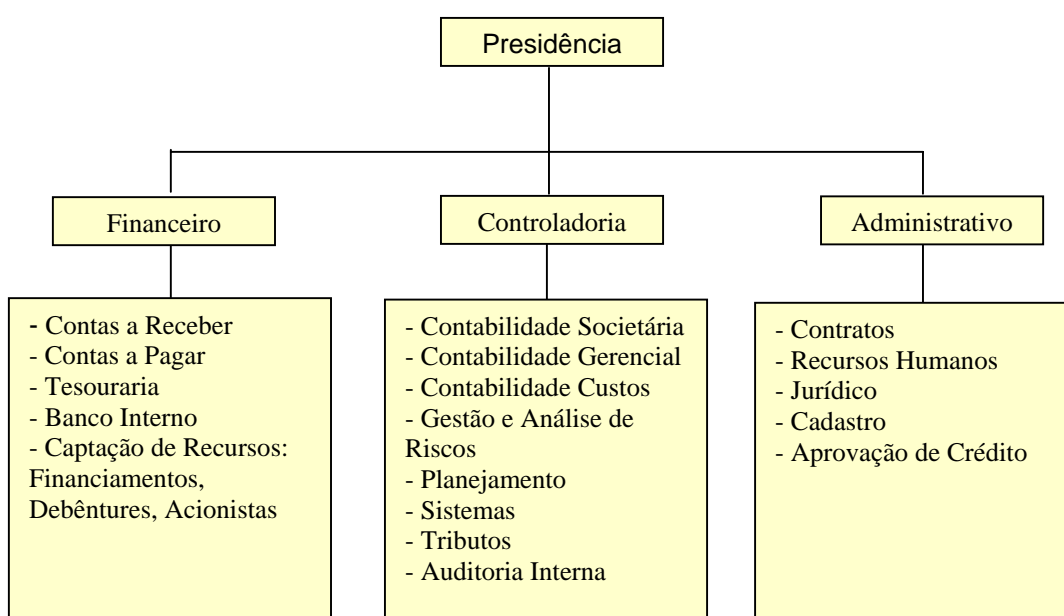 Presidência
Financeiro
Controladoria
Administrativo
- Contas a Receber
- Contas a Pagar
- Tesouraria
- Banco Interno
- Captação de Recursos:
Financiamentos,
Debêntures, Acionistas
- Contabilidade Societária
- Contabilidade Gerencial
- Contabilidade Custos
- Gestão e Análise de
Riscos
- Planejamento
- Sistemas
- Tributos
- Auditoria Interna
- Contratos
- Recursos Humanos
- Jurídico
- Cadastro
- Aprovação de Crédito